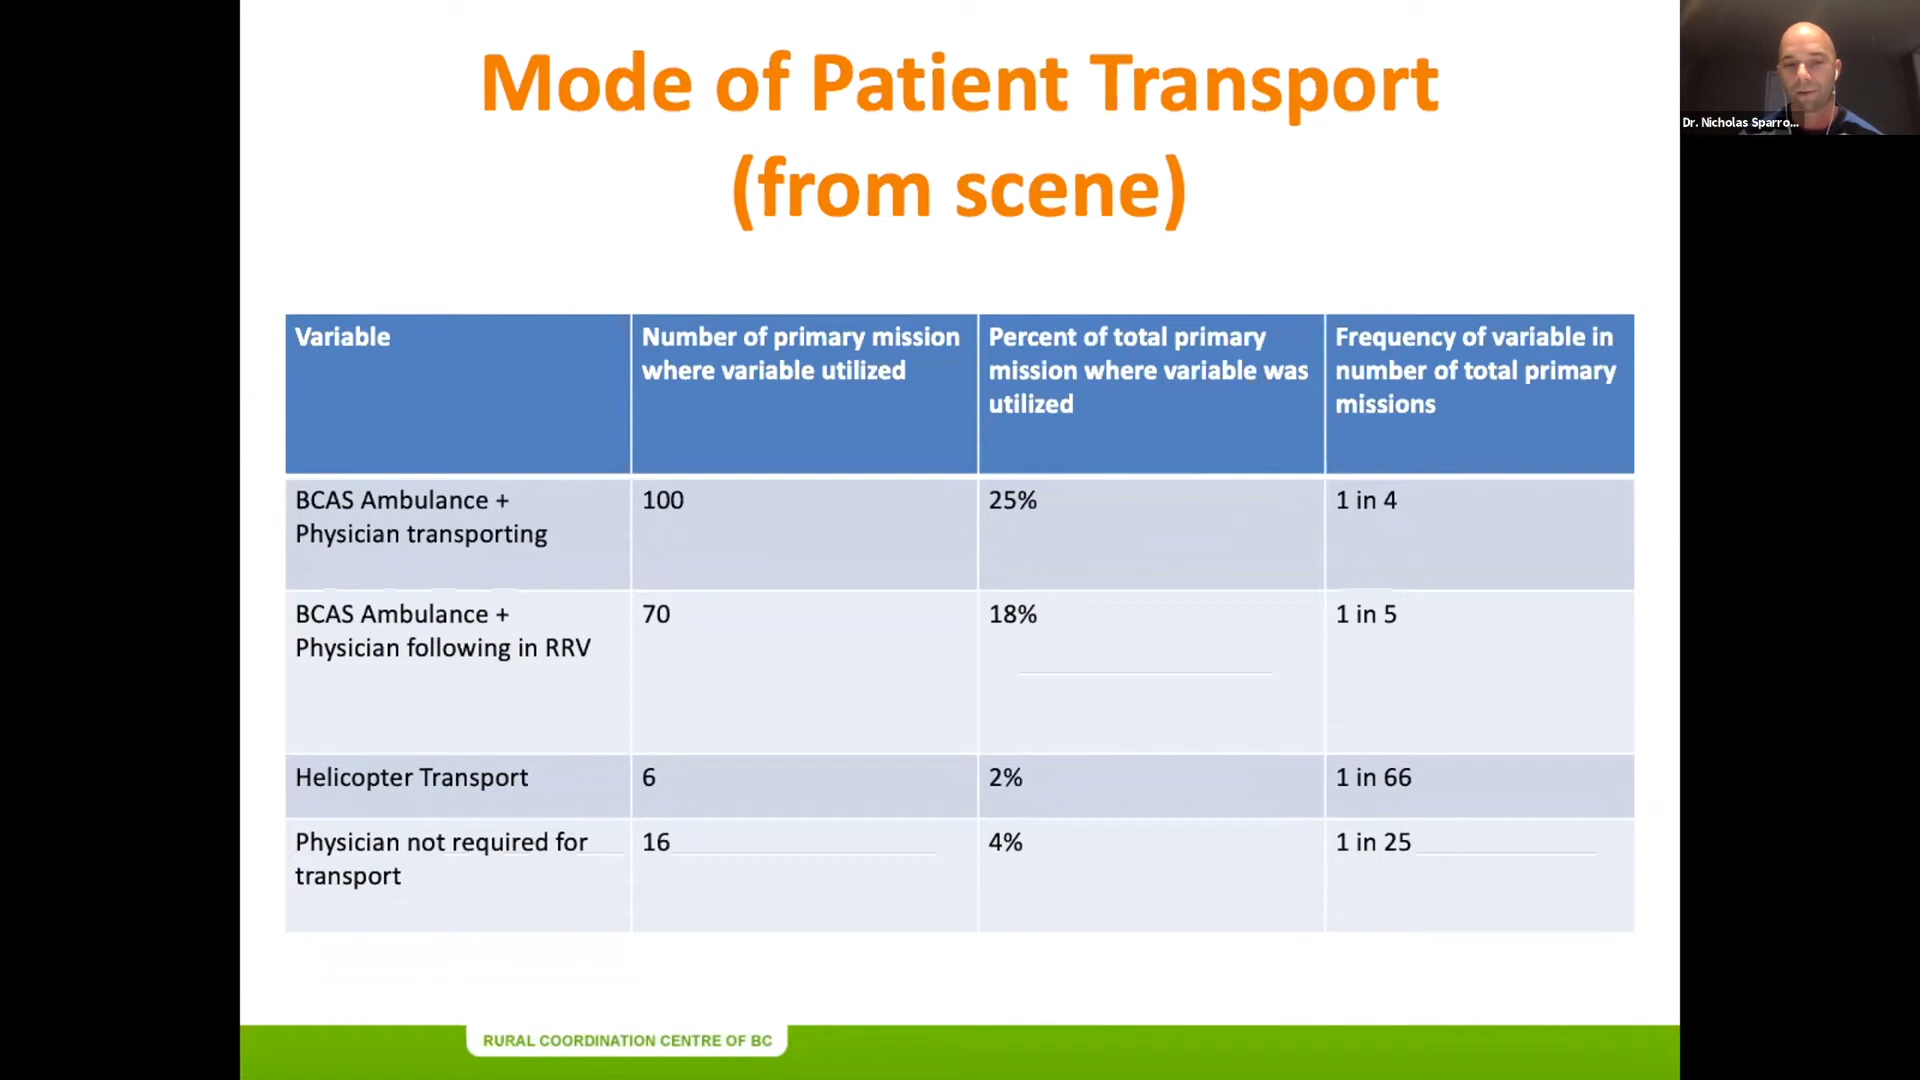 Mode of Patient Transport
(from scene)
Dr. Nicholas Sparro...
Variable
Number of primary mission
where variable utilized
Percent of total primary
mission where variable was
utilized
Frequency of variable in
number of total primary
missions
BCAS Ambulance +
Physician transporting
100
25%
1 in 4
BCAS Ambulance +
Physician following in RRV
70
18%
1 in 5
Helicopter Transport
6
2%
1 in 66
Physician not required for
transport
16
4%
1 in 25
RURAL COORDINATION CENTRE OF BC